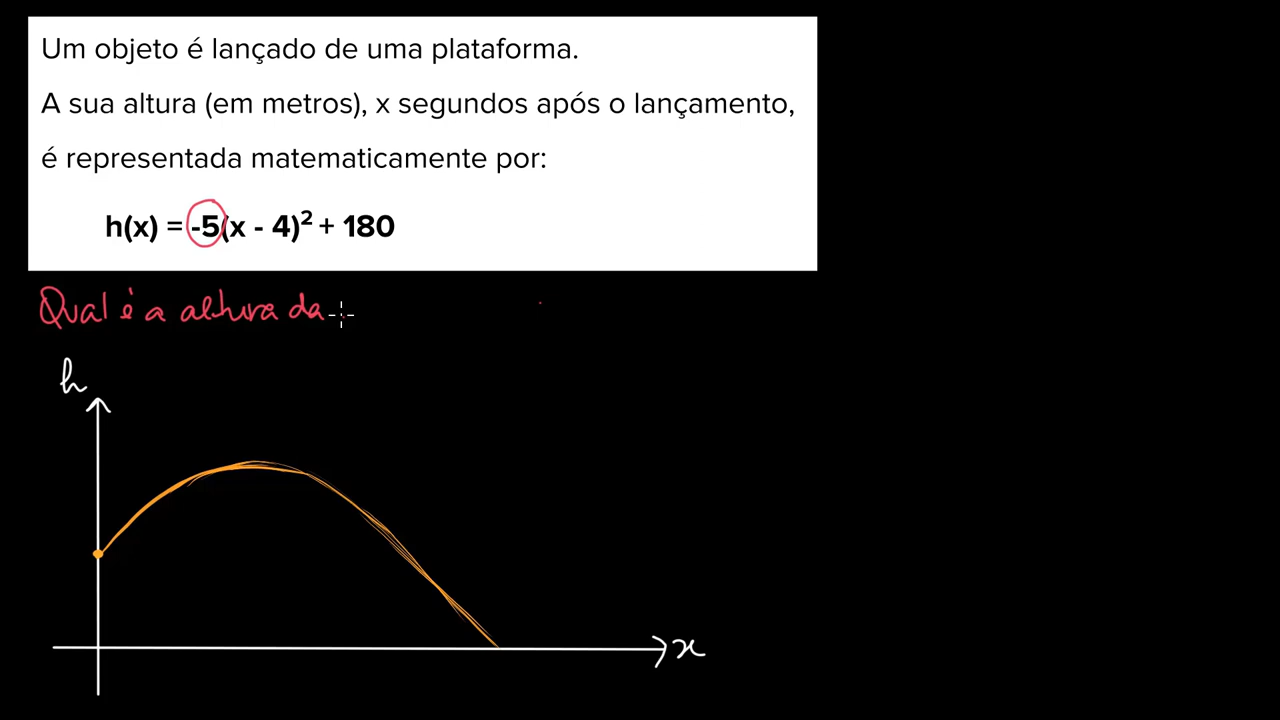 Um objeto é lançado de uma plataforma.
A sua altura (em metros), x segundos após o lançamento,
é representada matematicamente por:
h(x) = -5(x - 4)² + 180
Qual é a altura da
h
x